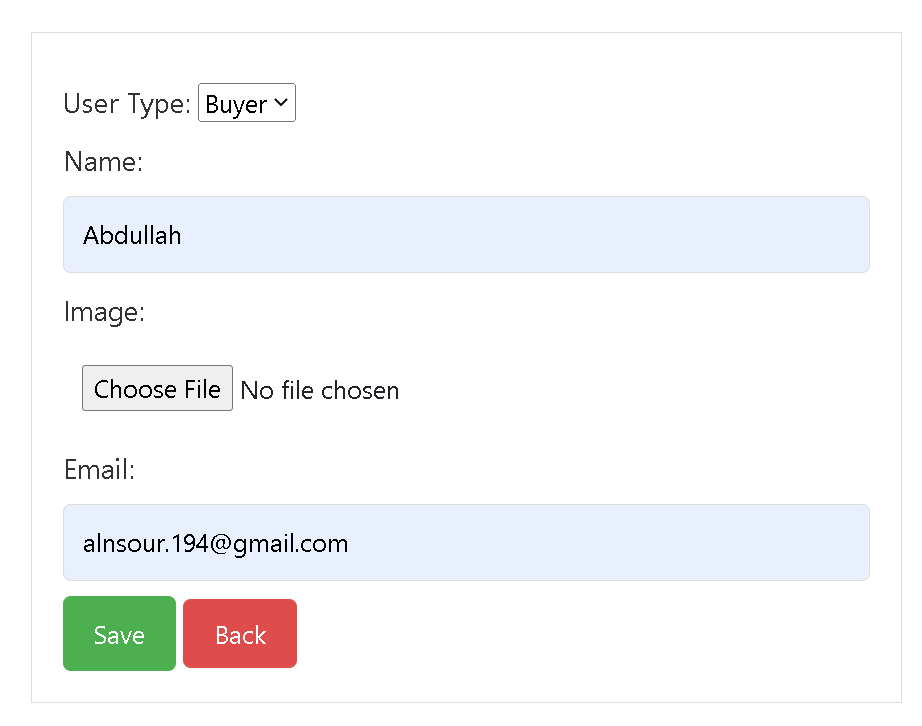 User Type: Buyer
Name:
Abdullah
Image:
Choose File No file chosen
Email:
alnsour.194@gmail.com
Save Back